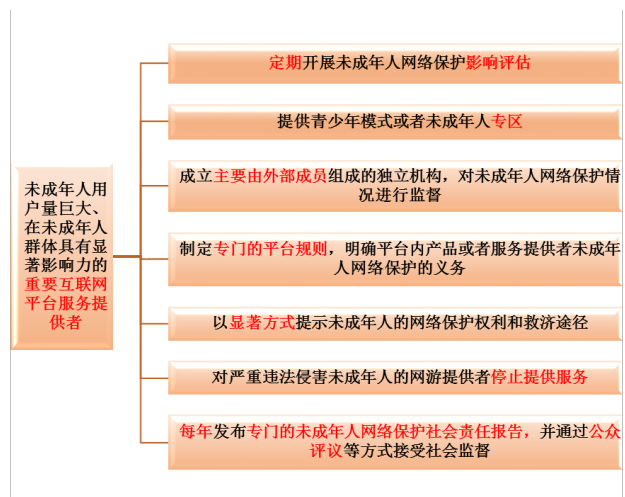 未成年人用
户量巨大、
在未成年人
群体具有显
著影响力的
重要互联网
平台服务提
供者
定期开展未成年人网络保护影响评估
提供青少年模式或者未成年人专区
成立主要由外部成员组成的独立机构，对未成年人网络保护情
况进行监督
制定专门的平台规则，明确平台内产品或者服务提供者未成年
人网络保护的义务
以显著方式提示未成年人的网络保护权利和救济途径
对严重违法侵害未成年人的网游提供者停止提供服务
每年发布专门的未成年人网络保护社会责任报告，并通过公众
评议等方式接受社会监督